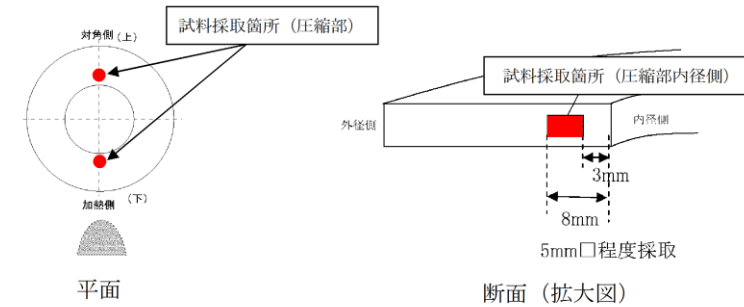 試料採取箇所（圧縮部）
対角側（上）
加熱側（下）
平面
試料採取箇所（圧縮部内径側）
外径側
内径側
3mm
8mm
5mm□程度採取
断面（拡大図）